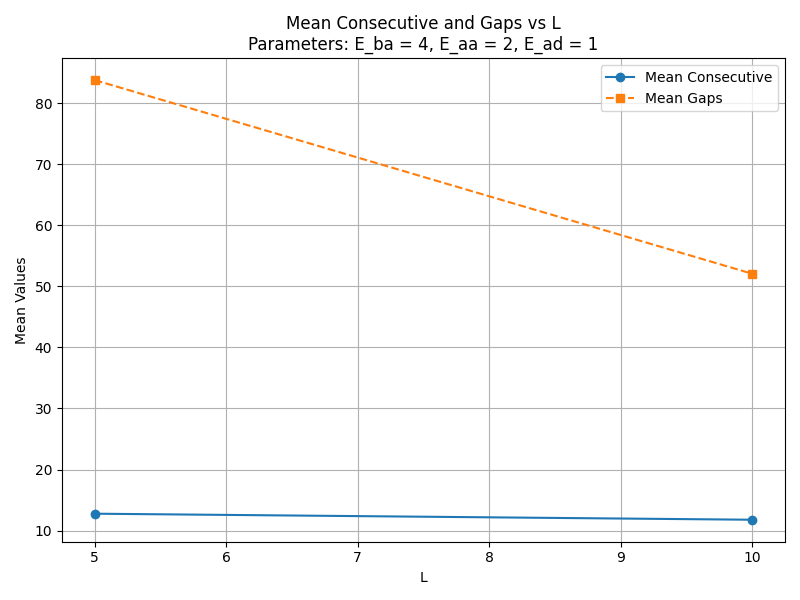 Mean Consecutive and Gaps vs L
Parameters: E_ba = 4, E_aa = 2, E_ad = 1
Mean Consecutive
Mean Gaps
Mean Values
80
70
60
50
40
30
20
10
5
6
7
8
9
10
L